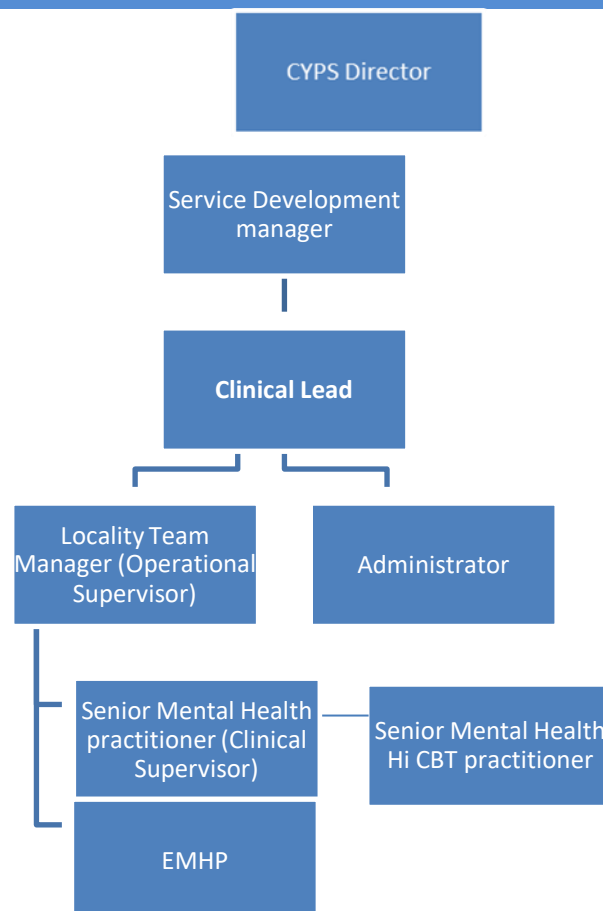 CYPS Director
Service Development
manager
Clinical Lead
Locality Team
Manager (Operational
Supervisor)
Administrator
Senior Mental Health
practitioner (Clinical
Supervisor)
Senior Mental Health
Hi CBT practitioner
EMHP